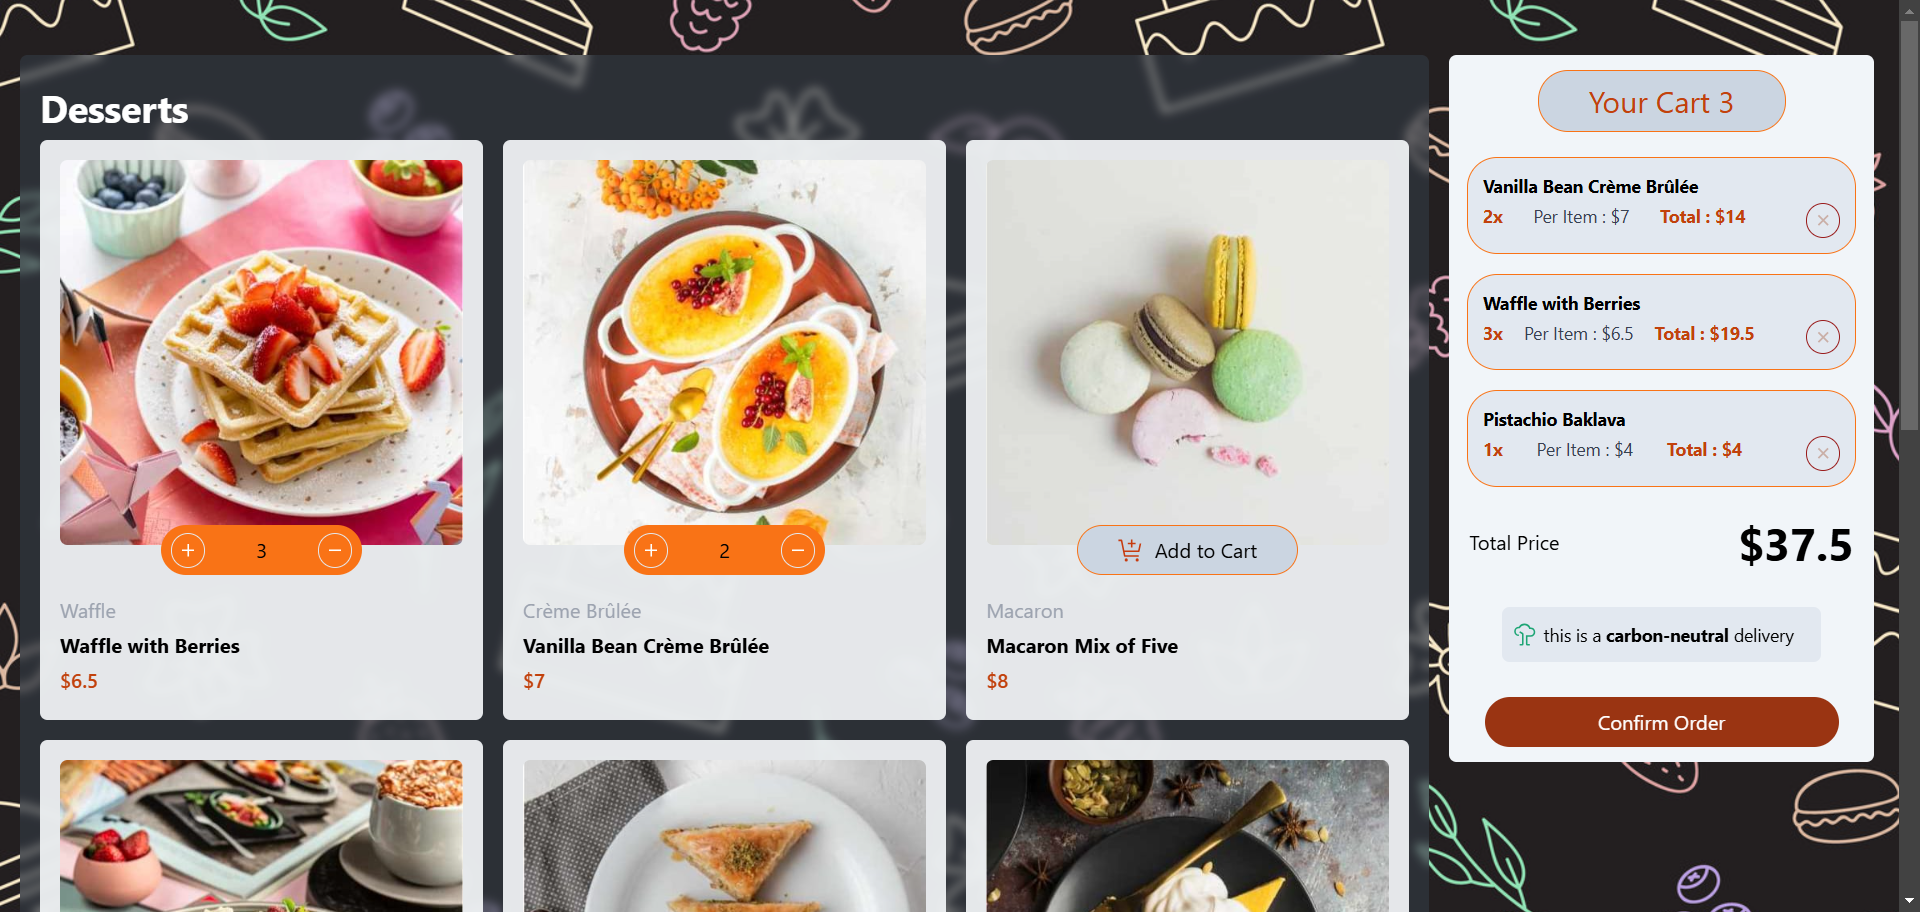 Desserts
3
Waffle
Waffle with Berries
$6.5
2
Crème Brûlée
Vanilla Bean Crème Brûlée
$7
Add to Cart
Macaron
Macaron Mix of Five
$8
Your Cart 3
Vanilla Bean Crème Brûlée
2x Per Item : $7 Total : $14
Waffle with Berries
3x Per Item : $6.5 Total : $19.5
Pistachio Baklava
1x Per Item : $4 Total : $4
Total Price $37.5
this is a carbon-neutral delivery
Confirm Order